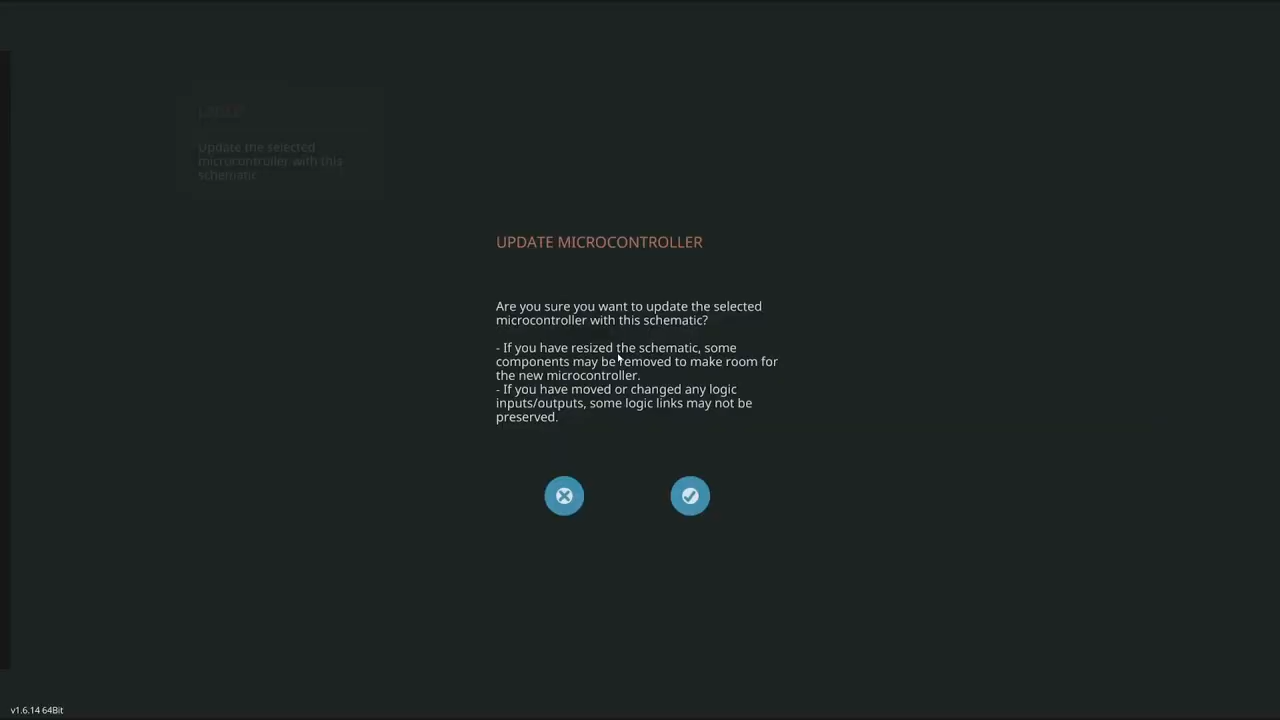 Update the selected
microcontroller with this
schematic
UPDATE MICROCONTROLLER
Are you sure you want to update the selected
microcontroller with this schematic?
- If you have resized the schematic, some
components may be removed to make room for
the new microcontroller.
- If you have moved or changed any logic
inputs/outputs, some logic links may not be
preserved.
v1.6.14 64Bit